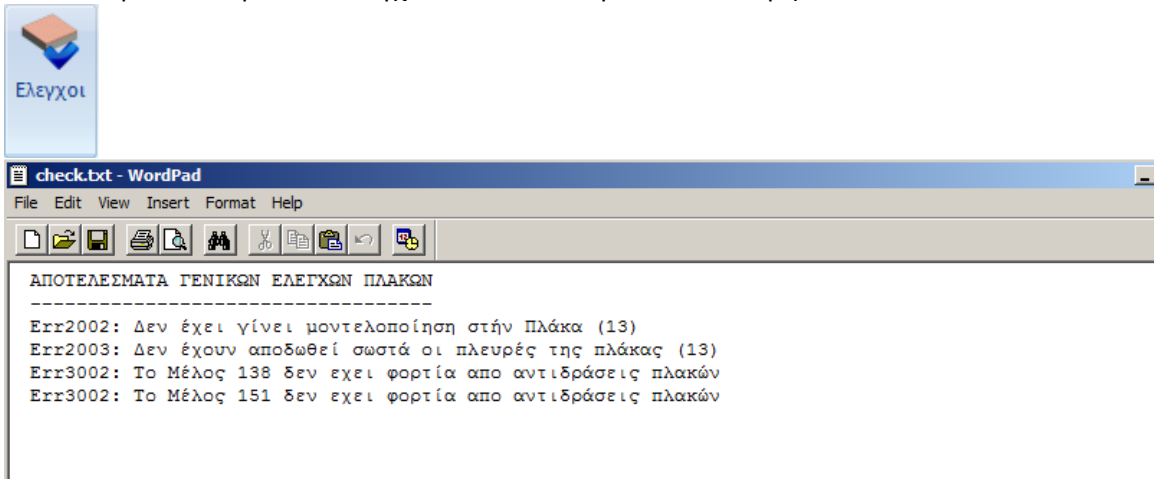 Ελεγχοι
check.txt - WordPad
File Edit View Insert Format Help
ΑΠΟΤΕΛΕΣΜΑΤΑ ΓΕΝΙΚΩΝ ΕΛΕΓΧΩΝ ΠΛΑΚΩΝ
-----------------------------------
Err2002: Δεν έχει γίνει μοντελοποίηση στήν Πλάκα (13)
Err2003: Δεν έχουν αποδωθεί σωστά οι πλευρές της πλάκας (13)
Err3002: Το Μέλος 138 δεν εχει φορτία απο αντιδράσεις πλακών
Err3002: Το Μέλος 151 δεν εχει φορτία απο αντιδράσεις πλακών